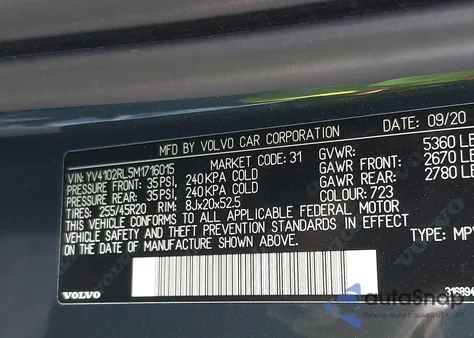 MFD BY VOLVO CAR CORPORATION DATE: 09/20
VIN: YV4102RL5M1716015 MARKET CODE: 31 GVWR: 5360 LB
PRESSURE FRONT: 35PSI, 240 KPA COLD GAWR FRONT: 2670 LB
PRESSURE REAR: 35PSI, 240 KPA COLD GAWR REAR: 2780 LB
TIRES: 255/45R20 RIM: 8Jx20x52.5 COLOUR: 723
THIS VEHICLE CONFORMS TO ALL APPLICABLE FEDERAL MOTOR
VEHICLE SAFETY AND THEFT PREVENTION STANDARDS IN EFFECT
ON THE DATE OF MANUFACTURE SHOWN ABOVE. TYPE: MPV
VOLVO
316894
autoSnap